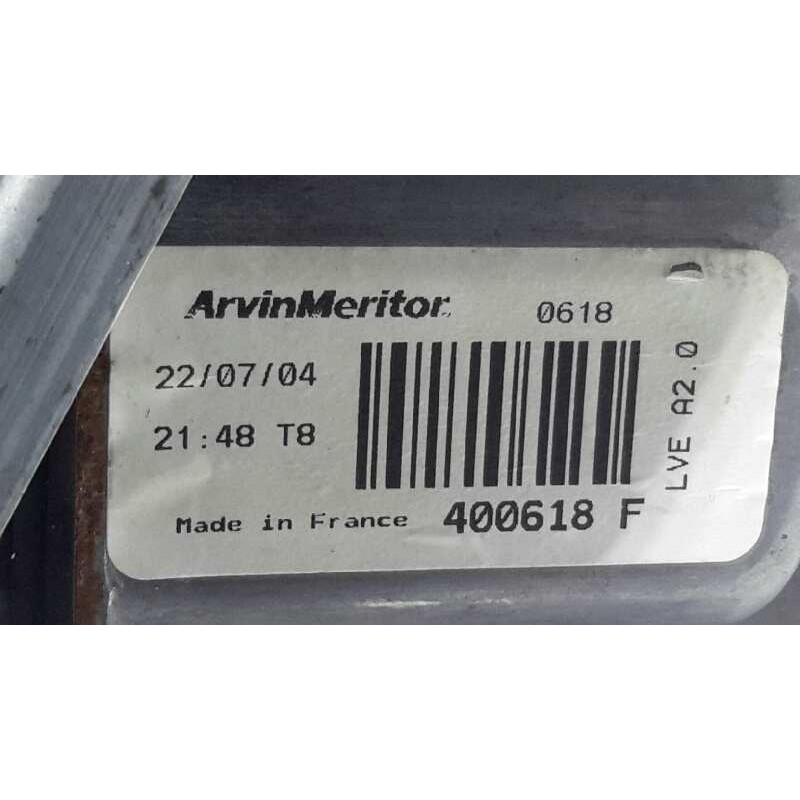 ArvinMeritor 0618
22/07/04
21:48 T8
Made in France 400618 F
LVE A2.0